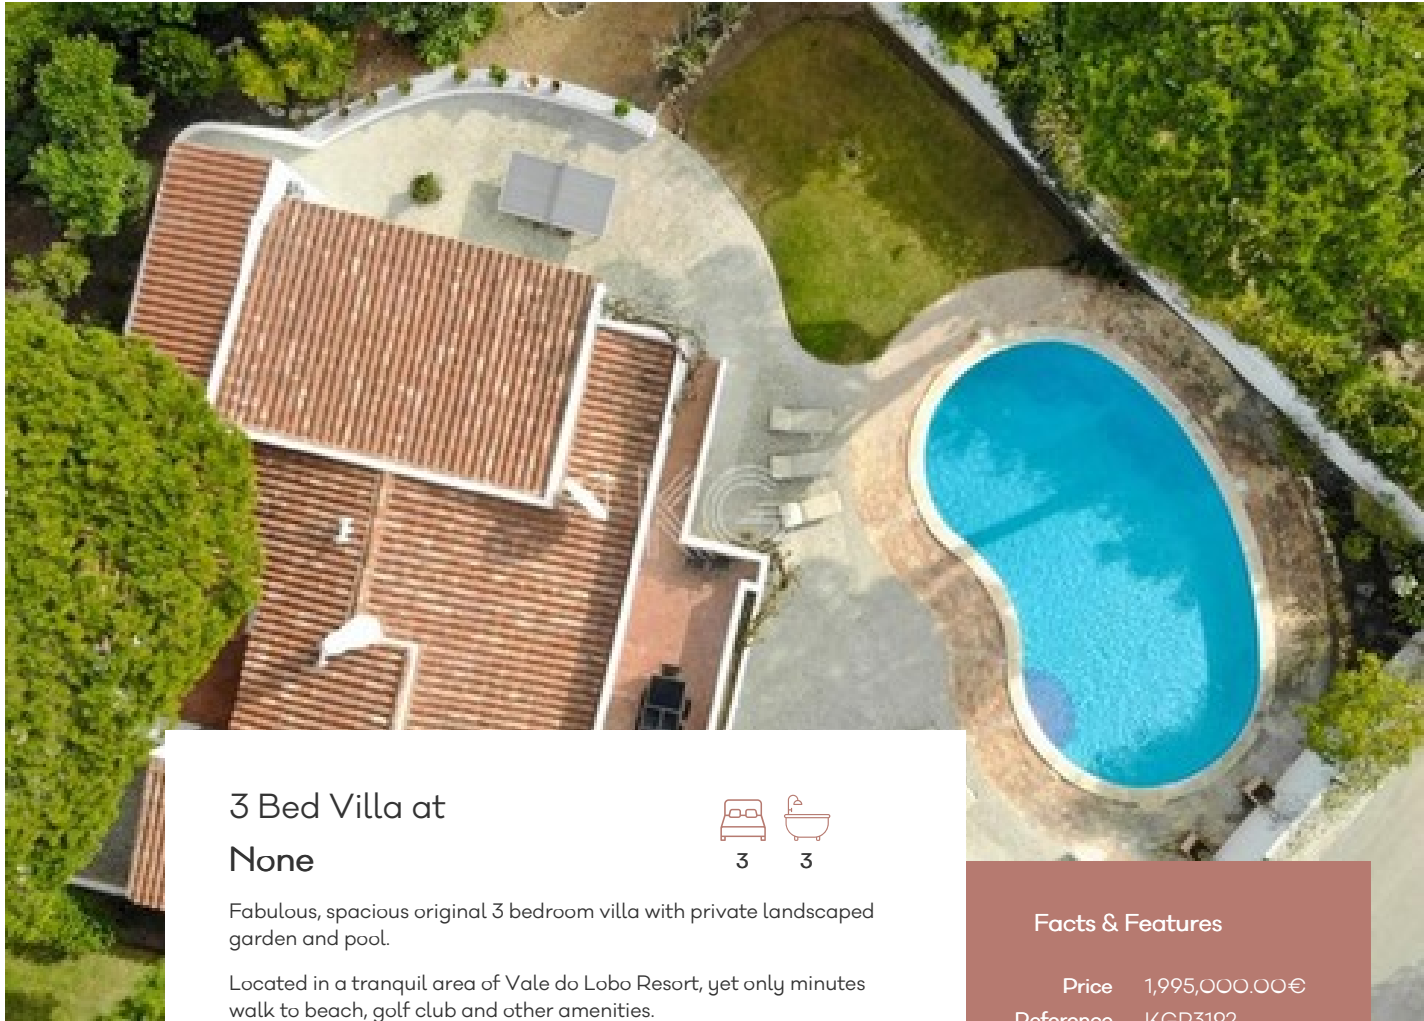 3 Bed Villa at
None
3 3
Fabulous, spacious original 3 bedroom villa with private landscaped
garden and pool.
Located in a tranquil area of Vale do Lobo Resort, yet only minutes
walk to beach, golf club and other amenities.
Facts & Features
Price 1,995,000.00€
Reference KGP3192